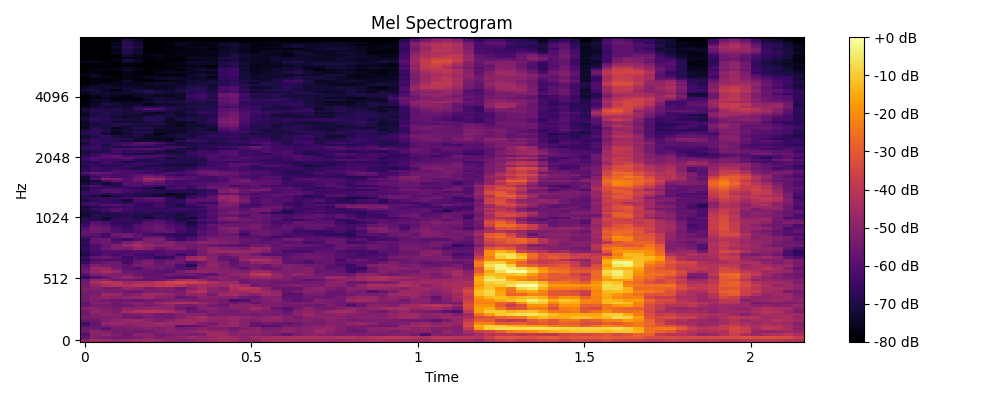 Mel Spectrogram
+0 dB
-10 dB
4096
-20 dB
-30 dB
2048
Hz
-40 dB
1024
-50 dB
512
-60 dB
-70 dB
0
-80 dB
0 0.5 1 1.5 2
Time